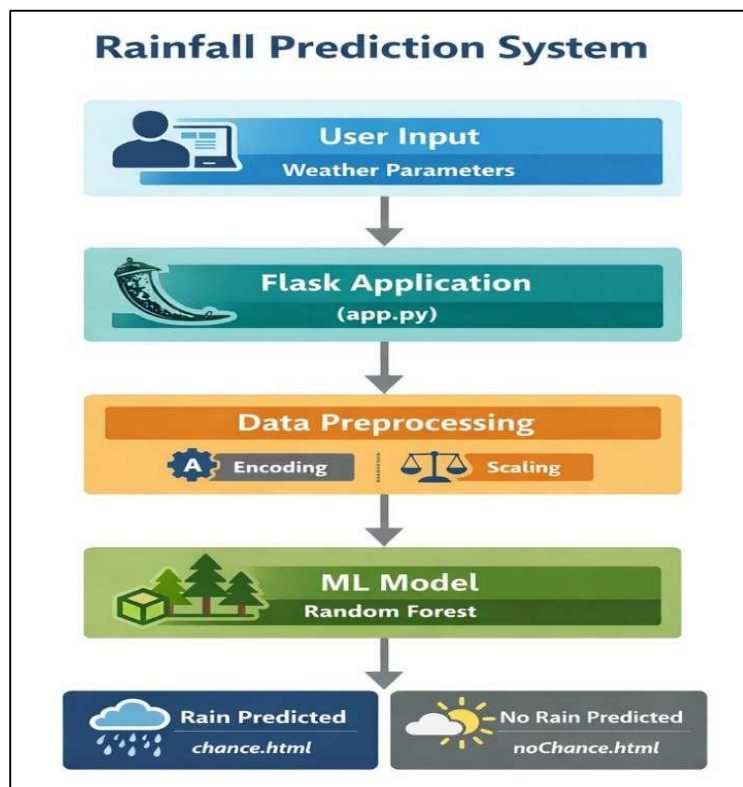 Rainfall Prediction System
User Input
Weather Parameters
Flask Application
(app.py)
Data Preprocessing
A Encoding
Scaling
ML Model
Random Forest
Rain Predicted
chance.html
No Rain Predicted
noChance.html